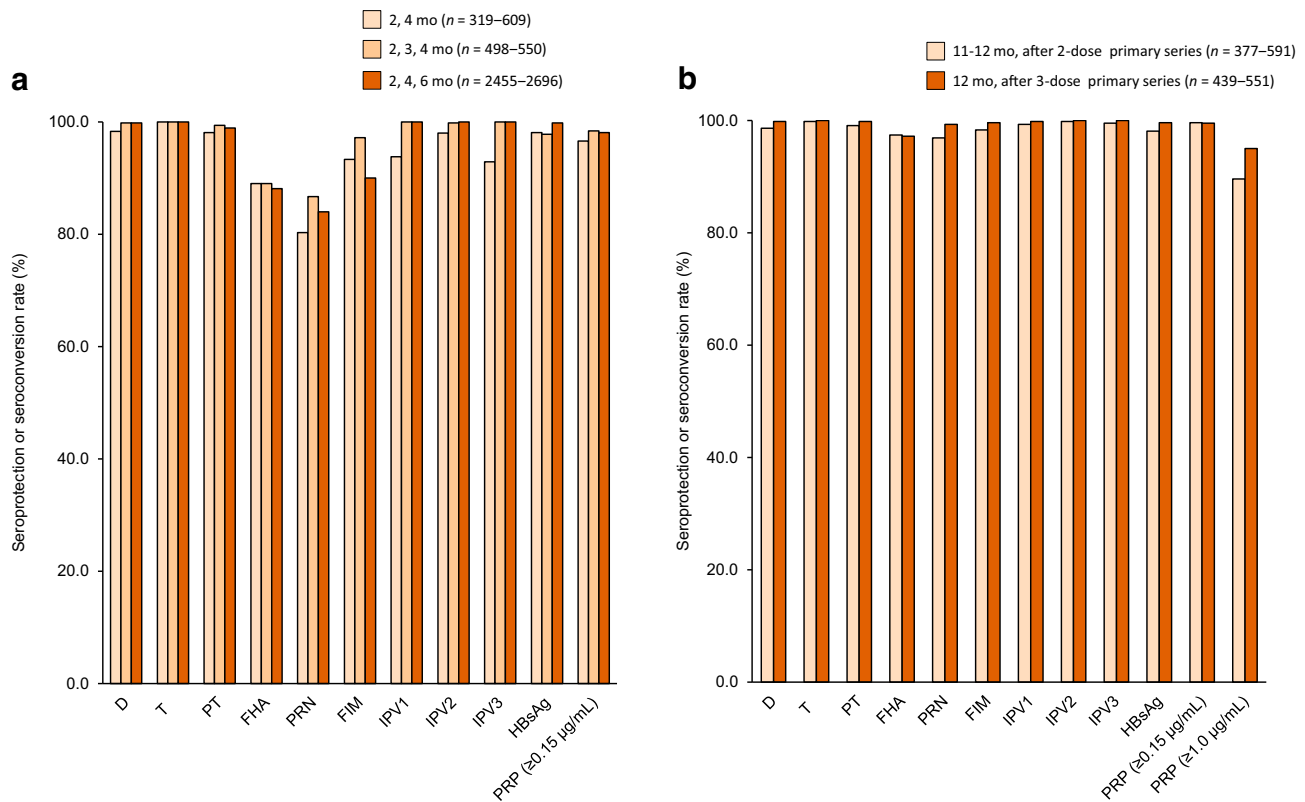 a
2, 4 mo (n = 319–609)
2, 3, 4 mo (n = 498–550)
2, 4, 6 mo (n = 2455–2696)
Seroprotection or seroconversion rate (%)
100.0
80.0
60.0
40.0
20.0
0.0
D
T
PT
FHA
PRN
FIM
IPV1
IPV2
IPV3
HBsAg
PRP (≥0.15 µg/mL)
b
11-12 mo, after 2-dose primary series (n = 377–591)
12 mo, after 3-dose primary series (n = 439–551)
Seroprotection or seroconversion rate (%)
100.0
80.0
60.0
40.0
20.0
0.0
D
T
PT
FHA
PRN
FIM
IPV1
IPV2
IPV3
HBsAg
PRP (≥0.15 µg/mL)
PRP (≥1.0 µg/mL)